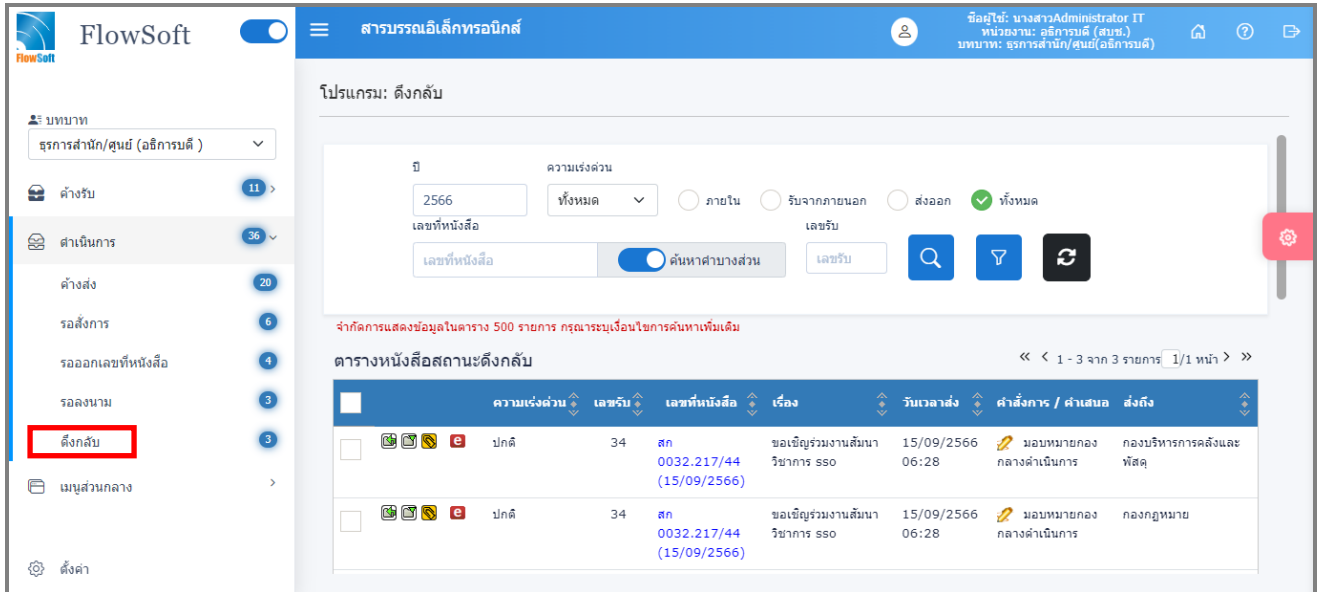 FlowSoft
FlowSoft
สารบรรณอิเล็กทรอนิกส์
ชื่อผู้ใช้: นางสาวAdministrator IT
หน่วยงาน: อธิการบดี (สบช.)
บทบาท: ธุรการสำนัก/ศูนย์(อธิการบดี)
โปรแกรม: ดึงกลับ
บทบาท
ธุรการสำนัก/ศูนย์ (อธิการบดี )
ค้างรับ 11
ดำเนินการ 36
ค้างส่ง 20
รอสั่งการ 6
รอออกเลขที่หนังสือ 4
รอลงนาม 3
ดึงกลับ 3
เมนูส่วนกลาง
ตั้งค่า
ปี ความเร่งด่วน
2566 ทั้งหมด ภายใน รับจากภายนอก ส่งออก ทั้งหมด
เลขที่หนังสือ เลขรับ
เลขที่หนังสือ ค้นหาคำบางส่วน เลขรับ
จำกัดการแสดงข้อมูลในตาราง 500 รายการ กรุณาระบุเงื่อนไขการค้นหาเพิ่มเติม
ตารางหนังสือสถานะดึงกลับ 1 - 3 จาก 3 รายการ 1/1 หน้า
ความเร่งด่วน เลขรับ เลขที่หนังสือ เรื่อง วันเวลาส่ง คำสั่งการ / คำเสนอ ส่งถึง
ปกติ 34 สก ขอเชิญร่วมงานสัมนา 15/09/2566 มอบหมายกอง กองบริหารการคลังและ
0032.217/44 วิชาการ sso 06:28 กลางดำเนินการ พัสดุ
(15/09/2566)
ปกติ 34 สก ขอเชิญร่วมงานสัมนา 15/09/2566 มอบหมายกอง กองกฎหมาย
0032.217/44 วิชาการ sso 06:28 กลางดำเนินการ
(15/09/2566)